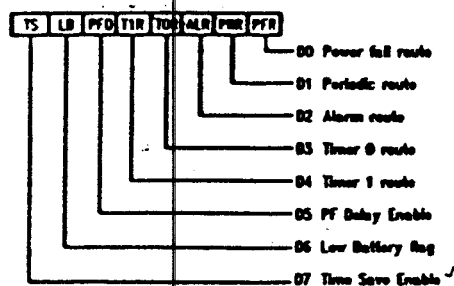 TS LB PFD T1R T0R ALR PRR PFR
D0 Power fail route
D1 Periodic route
D2 Alarm route
D3 Timer 0 route
D4 Timer 1 route
D5 PF Delay Enable
D6 Low Battery flag
D7 Time Save Enable